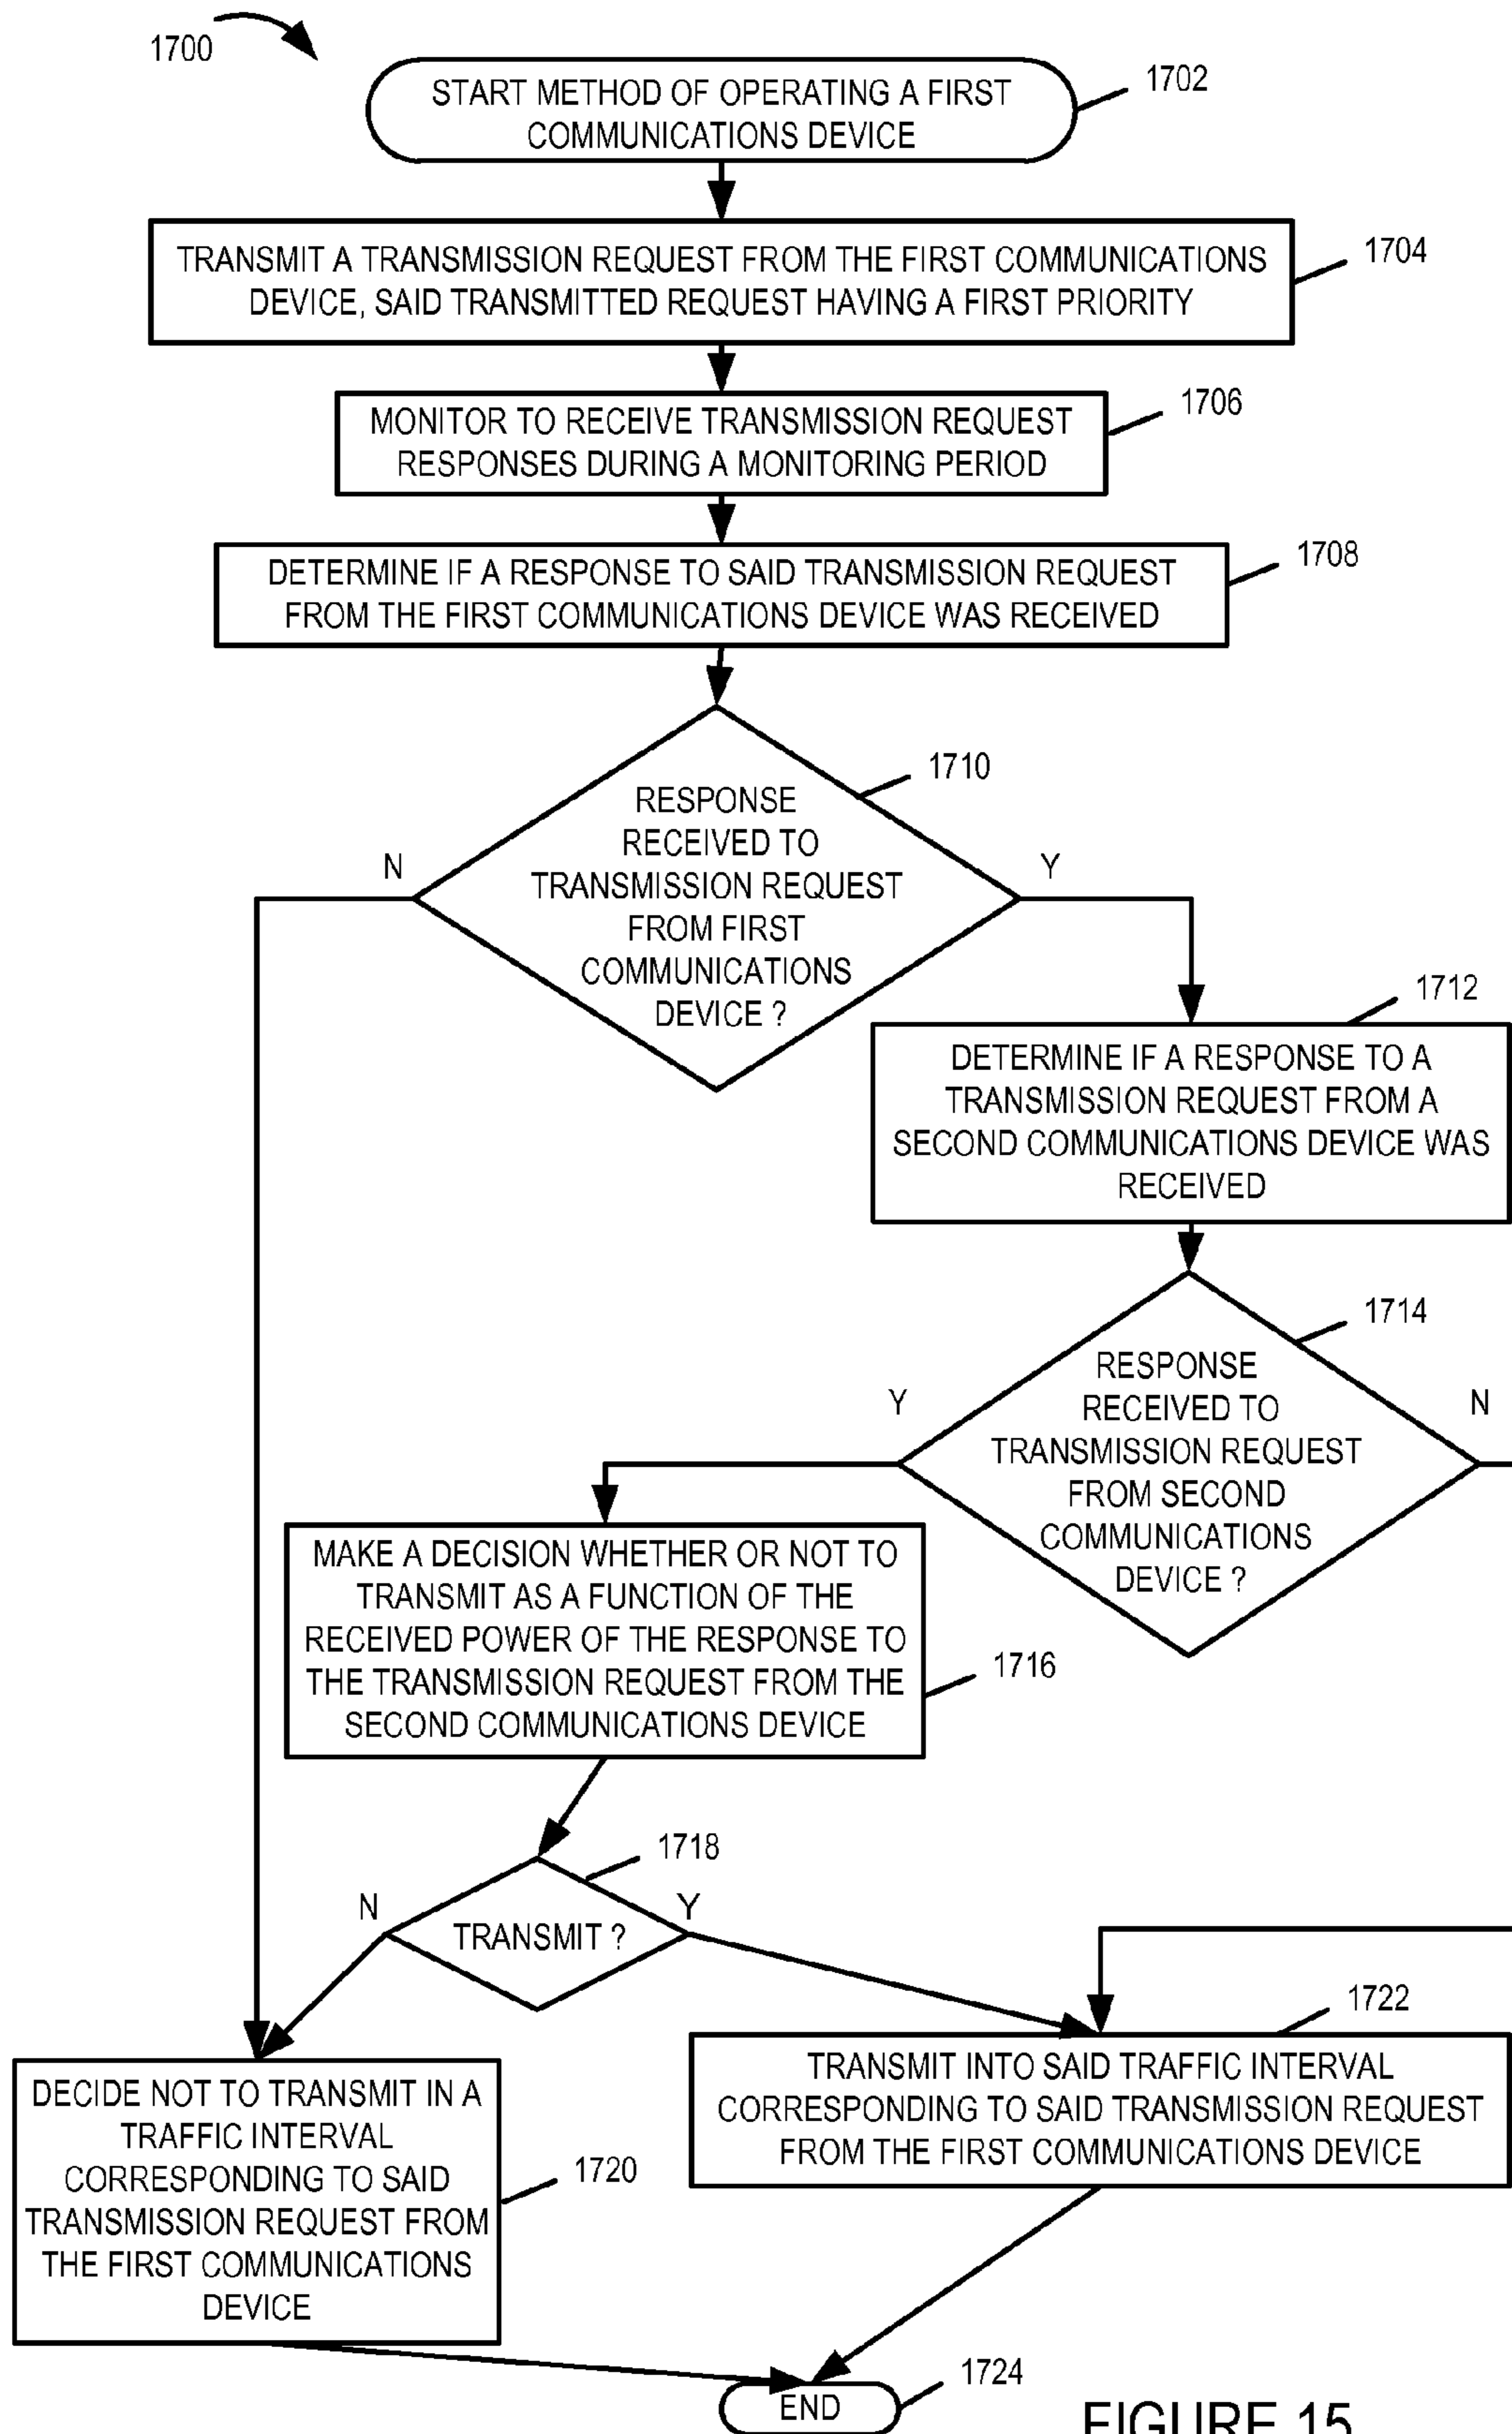 1700
START METHOD OF OPERATING A FIRST
COMMUNICATIONS DEVICE
1702
TRANSMIT A TRANSMISSION REQUEST FROM THE FIRST COMMUNICATIONS
DEVICE, SAID TRANSMITTED REQUEST HAVING A FIRST PRIORITY
1704
MONITOR TO RECEIVE TRANSMISSION REQUEST
RESPONSES DURING A MONITORING PERIOD
1706
DETERMINE IF A RESPONSE TO SAID TRANSMISSION REQUEST
FROM THE FIRST COMMUNICATIONS DEVICE WAS RECEIVED
1708
1710
RESPONSE
RECEIVED TO
TRANSMISSION REQUEST
FROM FIRST
COMMUNICATIONS
DEVICE ?
N
Y
1712
DETERMINE IF A RESPONSE TO A
TRANSMISSION REQUEST FROM A
SECOND COMMUNICATIONS DEVICE WAS
RECEIVED
1714
RESPONSE
RECEIVED TO
TRANSMISSION REQUEST
FROM SECOND
COMMUNICATIONS
DEVICE ?
Y
N
MAKE A DECISION WHETHER OR NOT TO
TRANSMIT AS A FUNCTION OF THE
RECEIVED POWER OF THE RESPONSE TO
THE TRANSMISSION REQUEST FROM THE
SECOND COMMUNICATIONS DEVICE
1716
1718
N
Y
TRANSMIT ?
1722
TRANSMIT INTO SAID TRAFFIC INTERVAL
CORRESPONDING TO SAID TRANSMISSION REQUEST
FROM THE FIRST COMMUNICATIONS DEVICE
DECIDE NOT TO TRANSMIT IN A
TRAFFIC INTERVAL
CORRESPONDING TO SAID
TRANSMISSION REQUEST FROM
THE FIRST COMMUNICATIONS
DEVICE
1720
1724
END
FIGURE 15